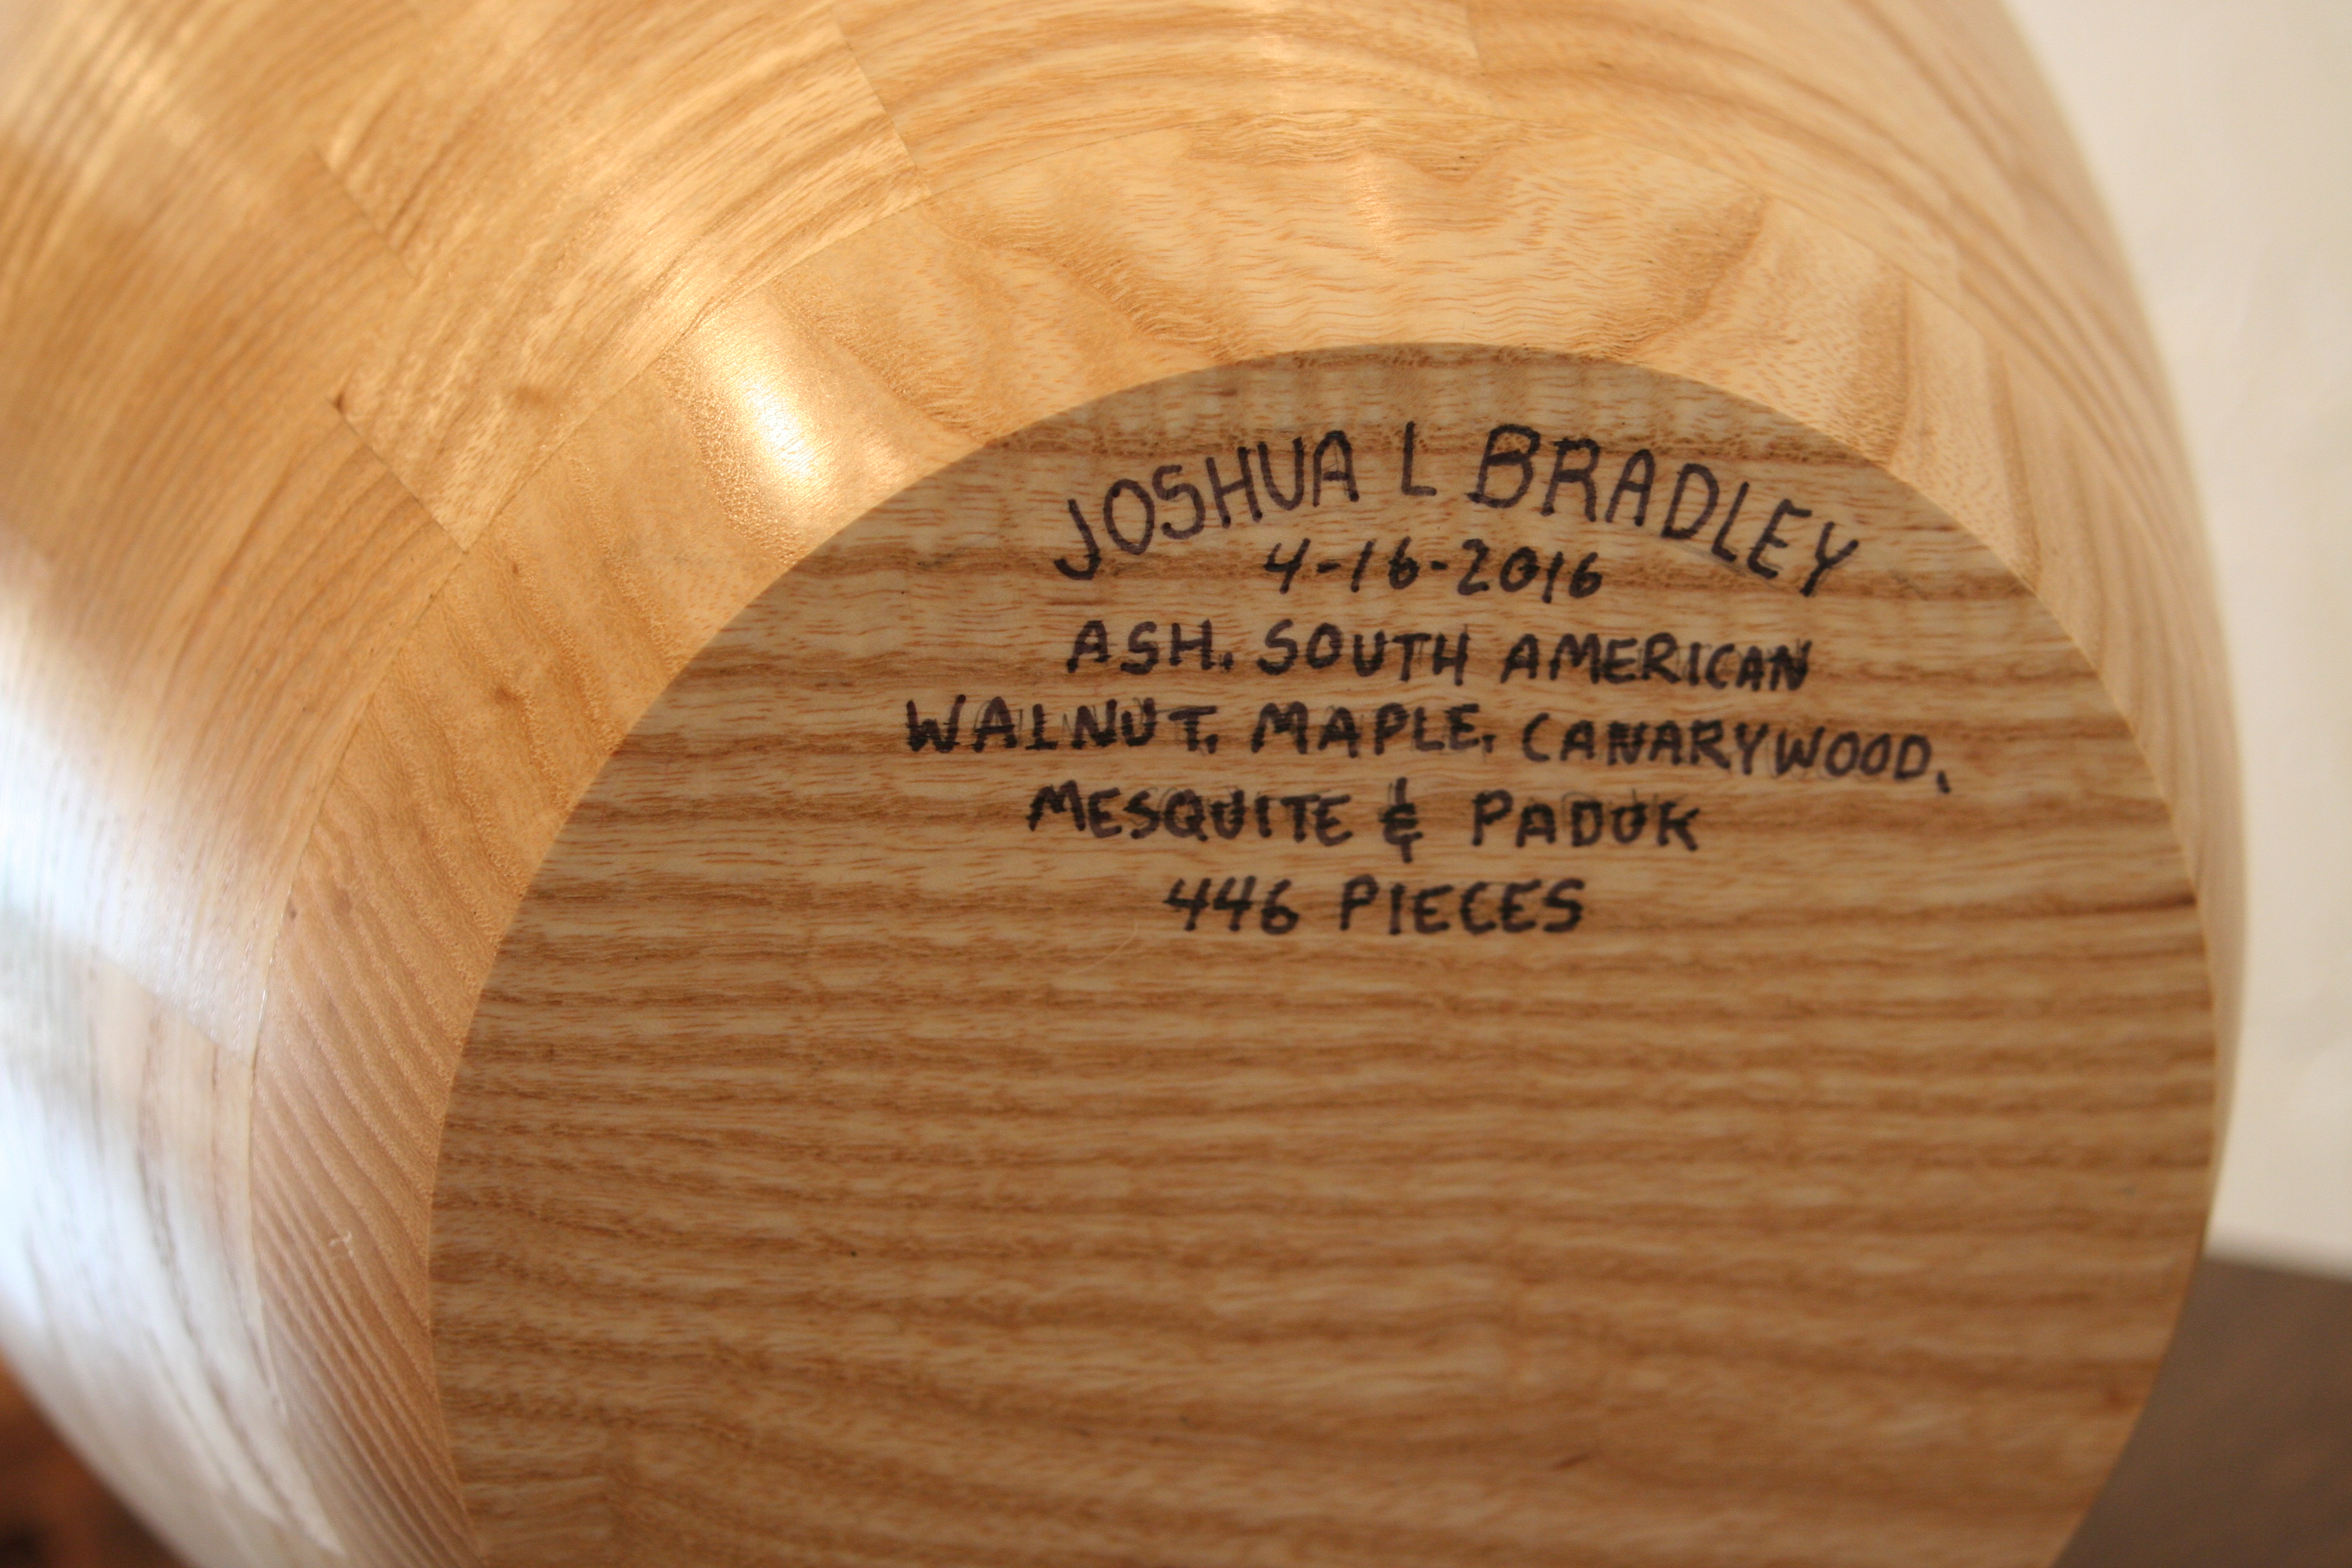 JOSHUA L BRADLEY
4-16-2016
ASH, SOUTH AMERICAN
WALNUT, MAPLE, CANARYWOOD,
MESQUITE & PADUK
446 PIECES